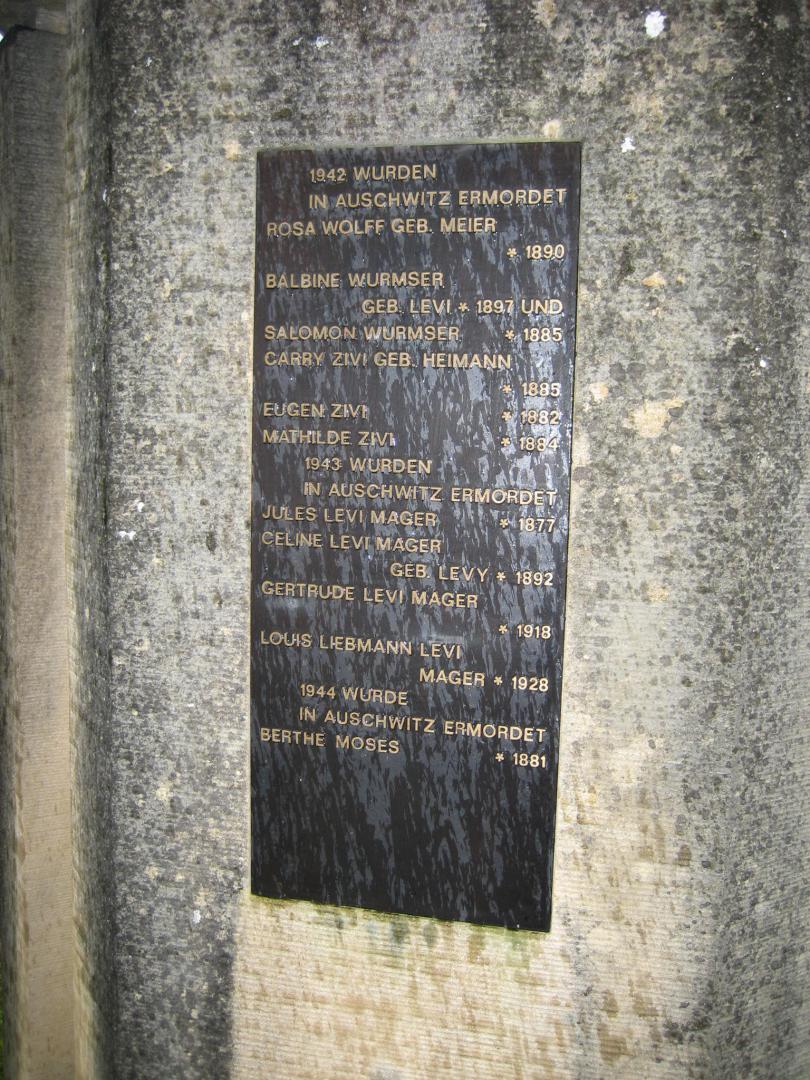 1942 WURDEN
IN AUSCHWITZ ERMORDET
ROSA WOLFF GEB. MEIER
* 1890
BALBINE WURMSER
GEB. LEVI * 1897 UND
SALOMON WURMSER * 1885
CARRY ZIVI GEB. HEIMANN
* 1885
EUGEN ZIVI * 1882
MATHILDE ZIVI * 1884
1943 WURDEN
IN AUSCHWITZ ERMORDET
JULES LEVI MAGER * 1877
CELINE LEVI MAGER
GEB. LEVY * 1892
GERTRUDE LEVI MAGER
* 1918
LOUIS LIEBMANN LEVI
MAGER * 1928
1944 WURDE
IN AUSCHWITZ ERMORDET
BERTHE MOSES * 1881